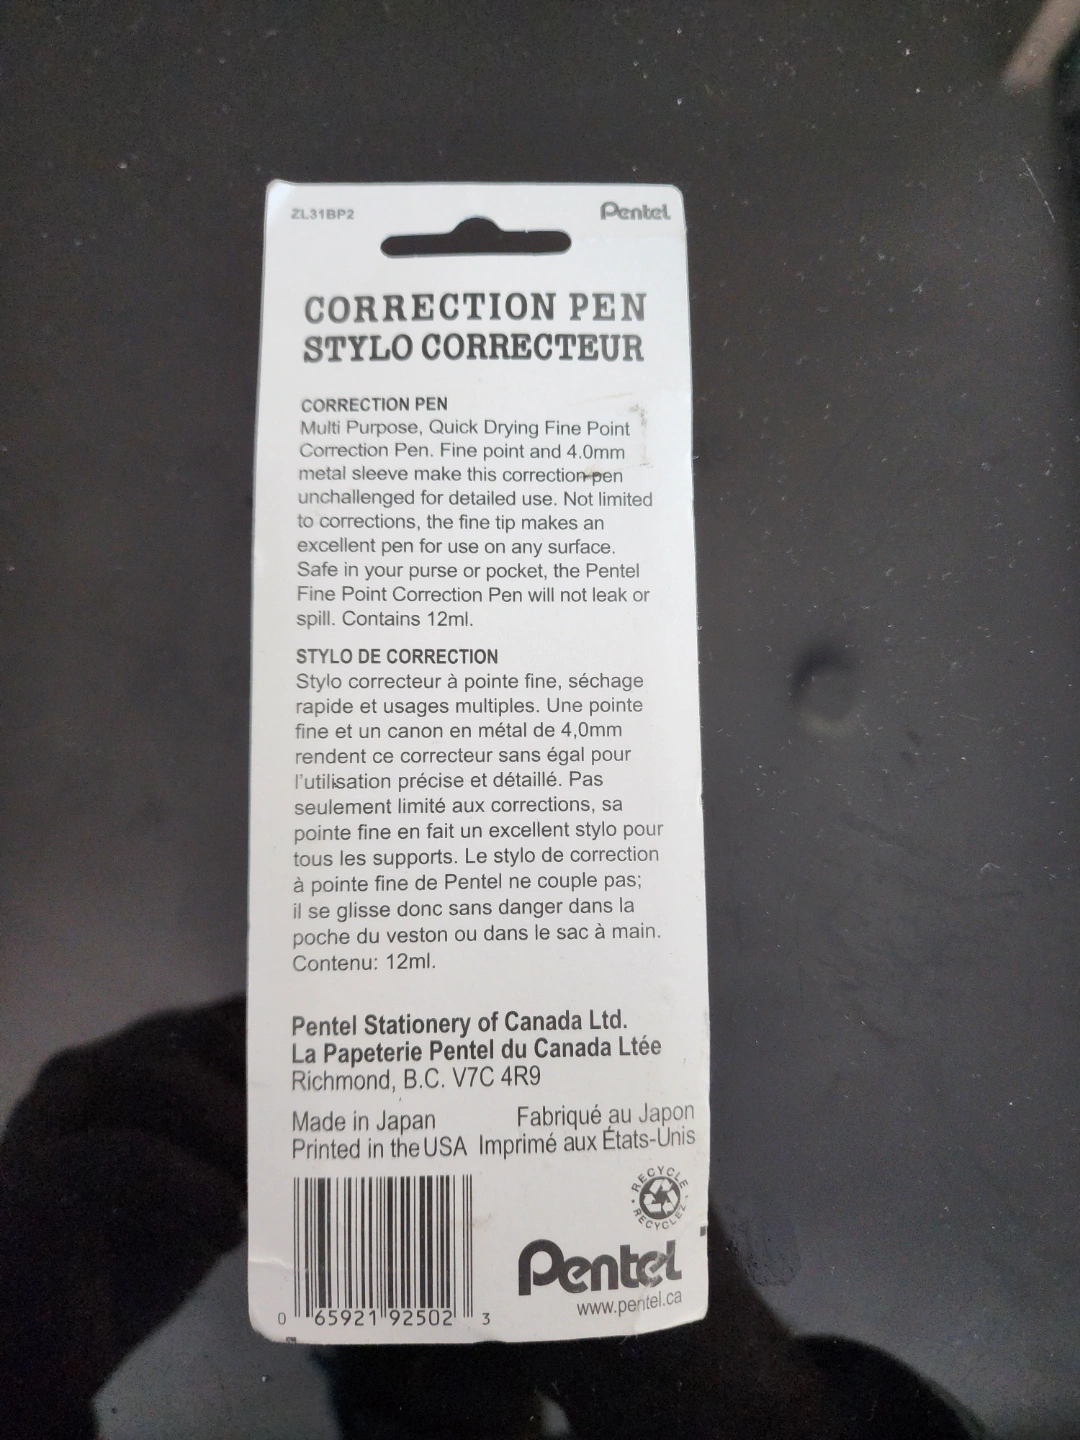 ZL31BP2 Pentel
CORRECTION PEN
STYLO CORRECTEUR
CORRECTION PEN
Multi Purpose, Quick Drying Fine Point
Correction Pen. Fine point and 4.0mm
metal sleeve make this correction pen
unchallenged for detailed use. Not limited
to corrections, the fine tip makes an
excellent pen for use on any surface.
Safe in your purse or pocket, the Pentel
Fine Point Correction Pen will not leak or
spill. Contains 12ml.
STYLO DE CORRECTION
Stylo correcteur à pointe fine, séchage
rapide et usages multiples. Une pointe
fine et un canon en métal de 4,0mm
rendent ce correcteur sans égal pour
l'utilisation précise et détaillé. Pas
seulement limité aux corrections, sa
pointe fine en fait un excellent stylo pour
tous les supports. Le stylo de correction
à pointe fine de Pentel ne couple pas;
il se glisse donc sans danger dans la
poche du veston ou dans le sac à main.
Contenu: 12ml.
Pentel Stationery of Canada Ltd.
La Papeterie Pentel du Canada Ltée
Richmond, B.C. V7C 4R9
Made in Japan Fabriqué au Japon
Printed in the USA Imprimé aux États-Unis
RECYCLE
RECYCLEZ
Pentel
www.pentel.ca
0 65921 92502 3